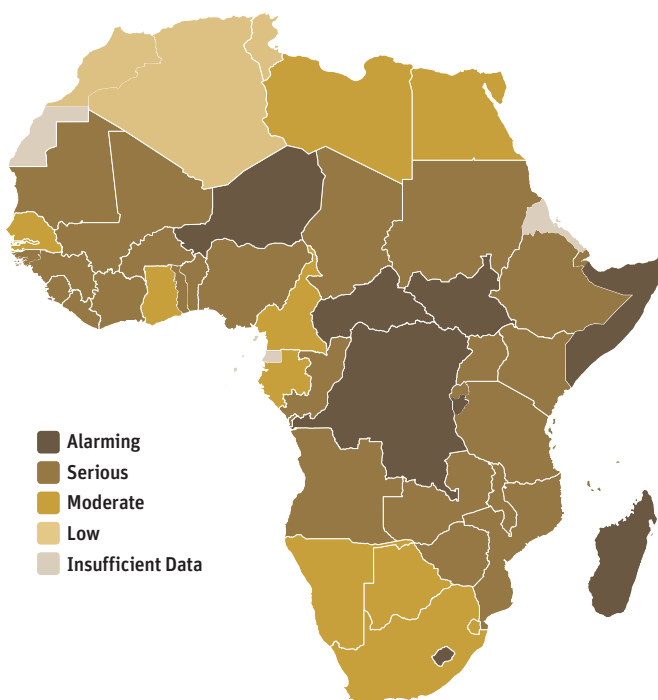 Alarming
Serious
Moderate
Low
Insufficient Data